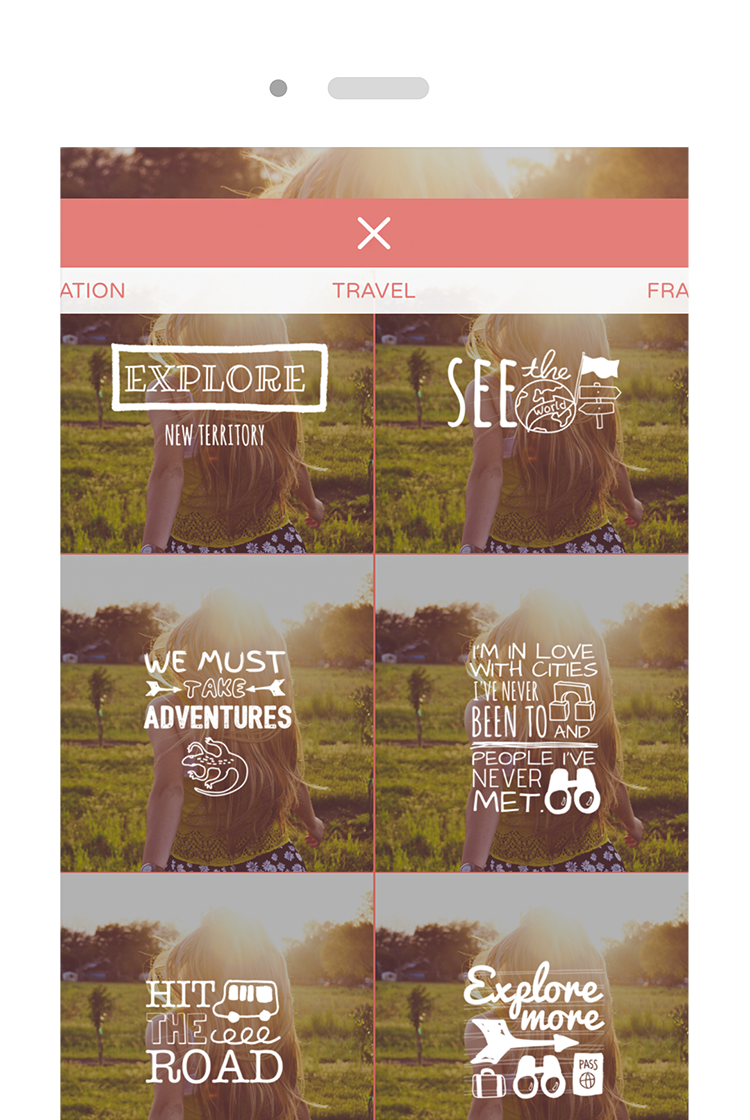 ATION TRAVEL FRA
EXPLORE
NEW TERRITORY
SEE the
World
WE MUST
TAKE
ADVENTURES
I'M IN LOVE
WITH CITIES
I'VE NEVER
BEEN TO
AND
PEOPLE I'VE
NEVER
MET.
HIT
THE
ROAD
Explore
more
PASS